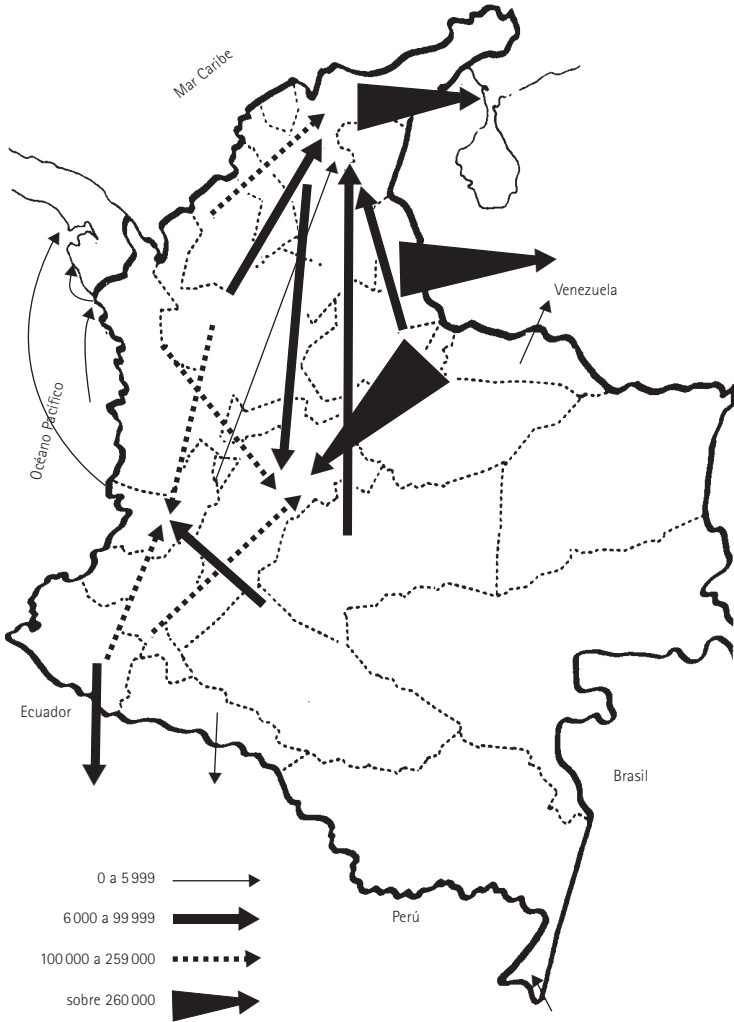 Mar Caribe
Venezuela
Océano Pacífico
Ecuador
Brasil
Perú
0 a 5 999
6 000 a 99 999
100 000 a 259 000
sobre 260 000